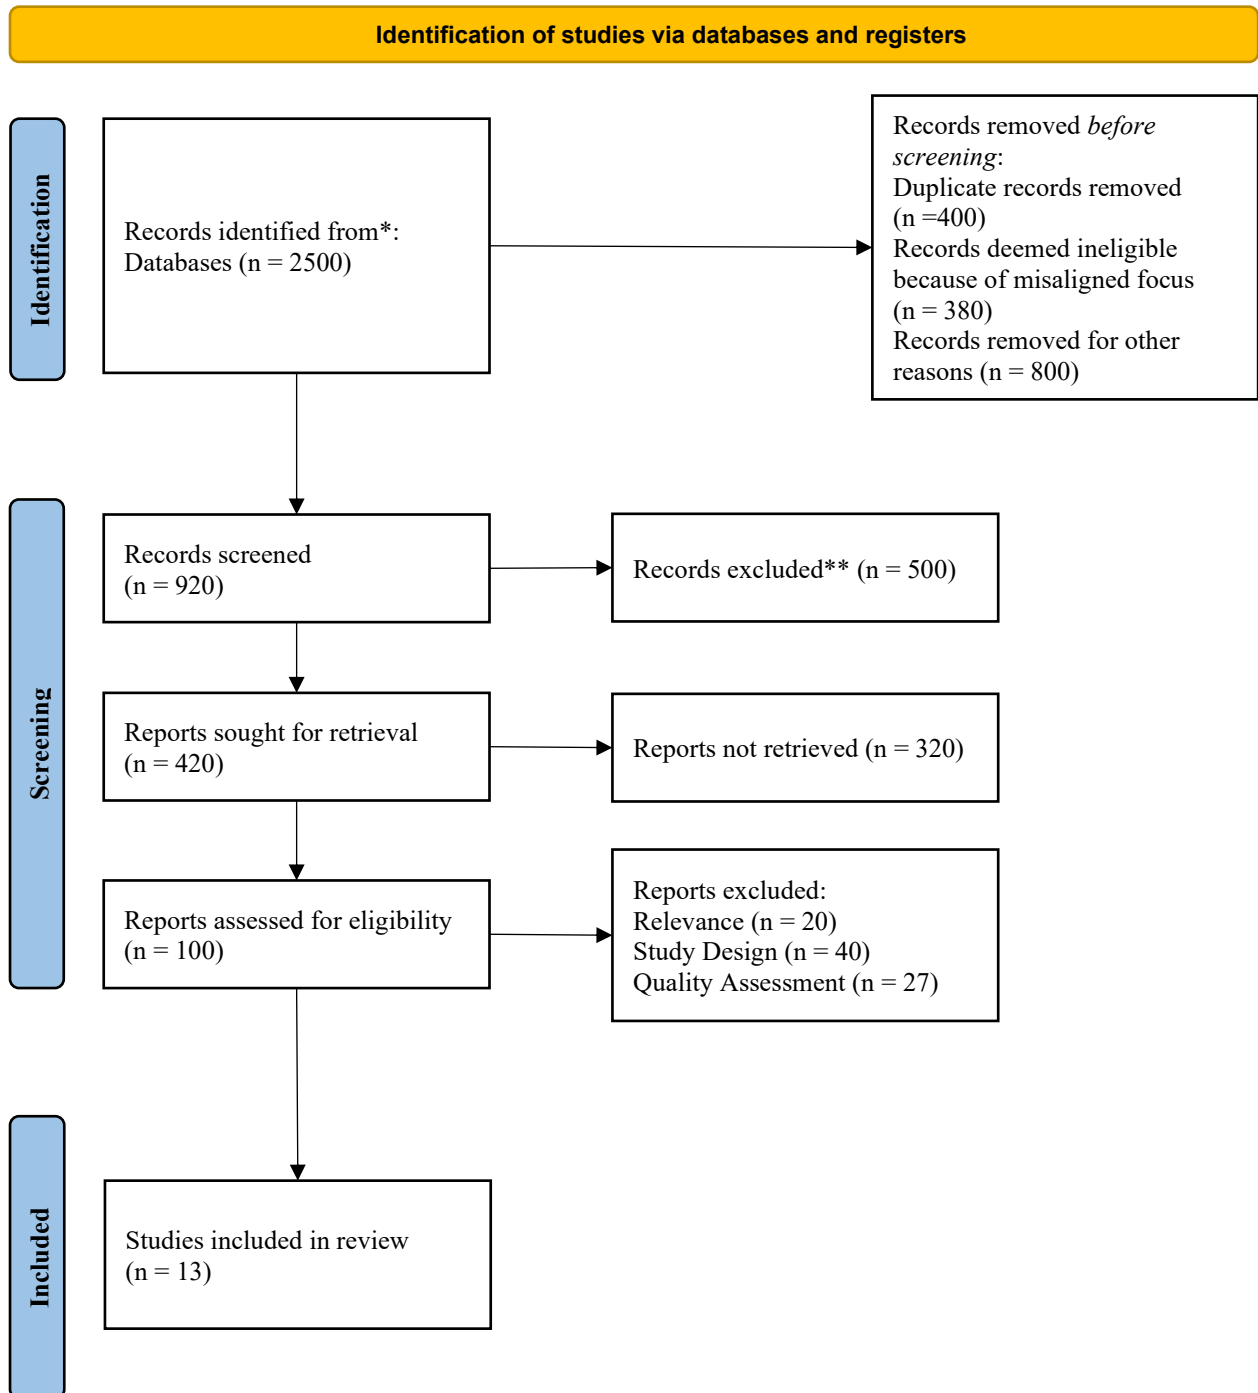 Identification of studies via databases and registers
Identification
Records identified from*:
Databases (n = 2500)
Records removed before
screening:
Duplicate records removed
(n =400)
Records deemed ineligible
because of misaligned focus
(n = 380)
Records removed for other
reasons (n = 800)
Screening
Records screened
(n = 920)
Records excluded** (n = 500)
Reports sought for retrieval
(n = 420)
Reports not retrieved (n = 320)
Reports assessed for eligibility
(n = 100)
Reports excluded:
Relevance (n = 20)
Study Design (n = 40)
Quality Assessment (n = 27)
Included
Studies included in review
(n = 13)